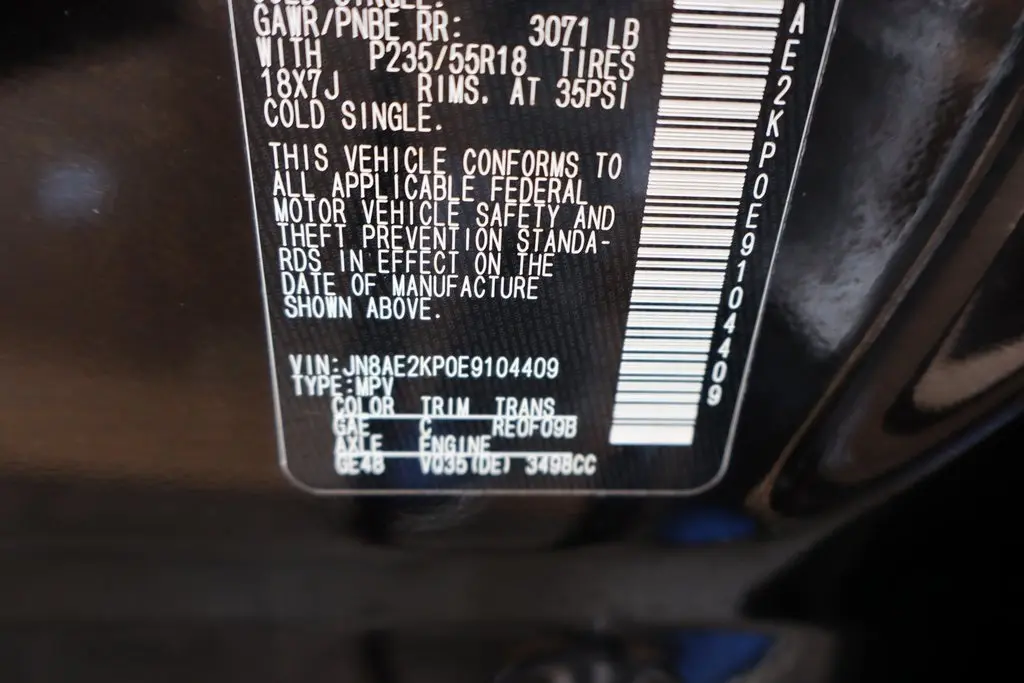 COLD SINGLE.
GAWR/PNBE RR: 3071 LB
WITH P235/55R18 TIRES
18X7J RIMS. AT 35PSI
COLD SINGLE.
THIS VEHICLE CONFORMS TO
ALL APPLICABLE FEDERAL
MOTOR VEHICLE SAFETY AND
THEFT PREVENTION STANDA-
RDS IN EFFECT ON THE
DATE OF MANUFACTURE
SHOWN ABOVE.
VIN:JN8AE2KP0E9104409
TYPE:MPV
COLOR TRIM TRANS
GAE C RE0F09B
AXLE ENGINE
GE48 VQ35(DE) 3498CC
AE2KP0E9104409